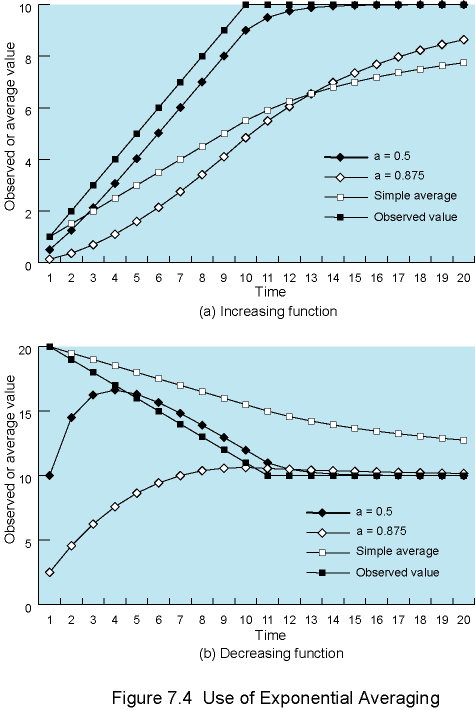 10
8
6
4
2
0
Observed or average value
a = 0.5
a = 0.875
Simple average
Observed value
1 2 3 4 5 6 7 8 9 10 11 12 13 14 15 16 17 18 19 20
Time
(a) Increasing function
20
15
10
5
0
Observed or average value
a = 0.5
a = 0.875
Simple average
Observed value
1 2 3 4 5 6 7 8 9 10 11 12 13 14 15 16 17 18 19 20
Time
(b) Decreasing function
Figure 7.4 Use of Exponential Averaging